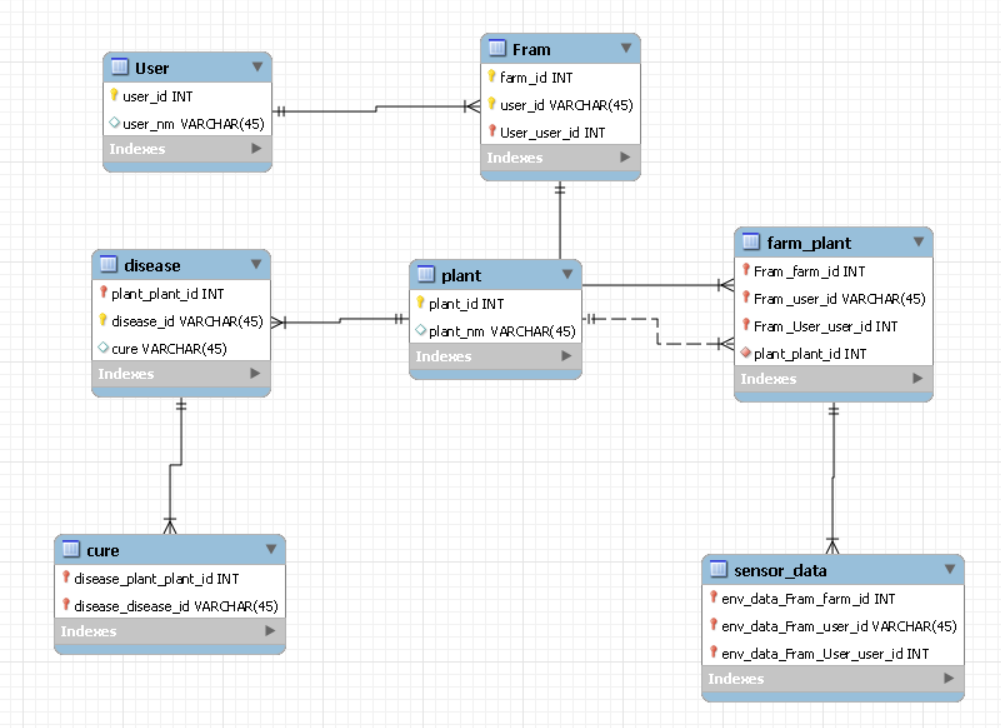 User
user_id INT
user_nm VARCHAR(45)
Indexes
Fram
farm_id INT
user_id VARCHAR(45)
User_user_id INT
Indexes
disease
plant_plant_id INT
disease_id VARCHAR(45)
cure VARCHAR(45)
Indexes
plant
plant_id INT
plant_nm VARCHAR(45)
Indexes
farm_plant
Fram_farm_id INT
Fram_user_id VARCHAR(45)
Fram_User_user_id INT
plant_plant_id INT
Indexes
cure
disease_plant_plant_id INT
disease_disease_id VARCHAR(45)
Indexes
sensor_data
env_data_Fram_farm_id INT
env_data_Fram_user_id VARCHAR(45)
env_data_Fram_User_user_id INT
Indexes